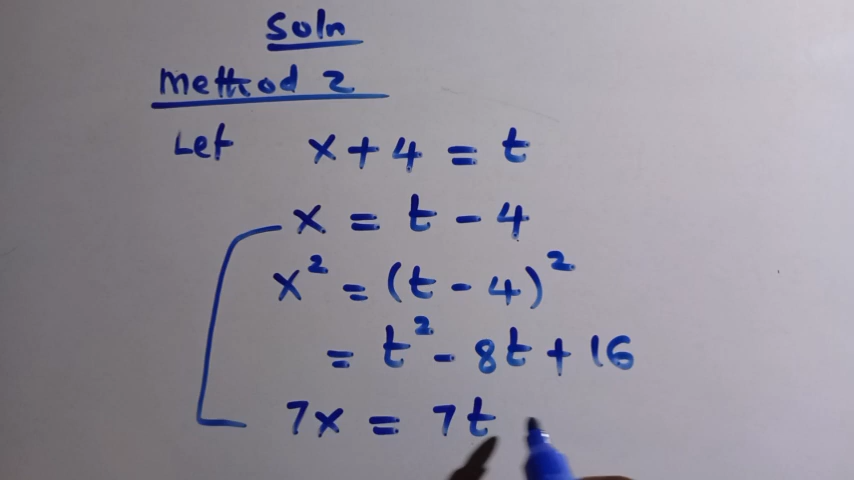 Soln
Method 2
Let x + 4 = t
x = t - 4
x² = (t - 4)²
= t² - 8t + 16
7x = 7t